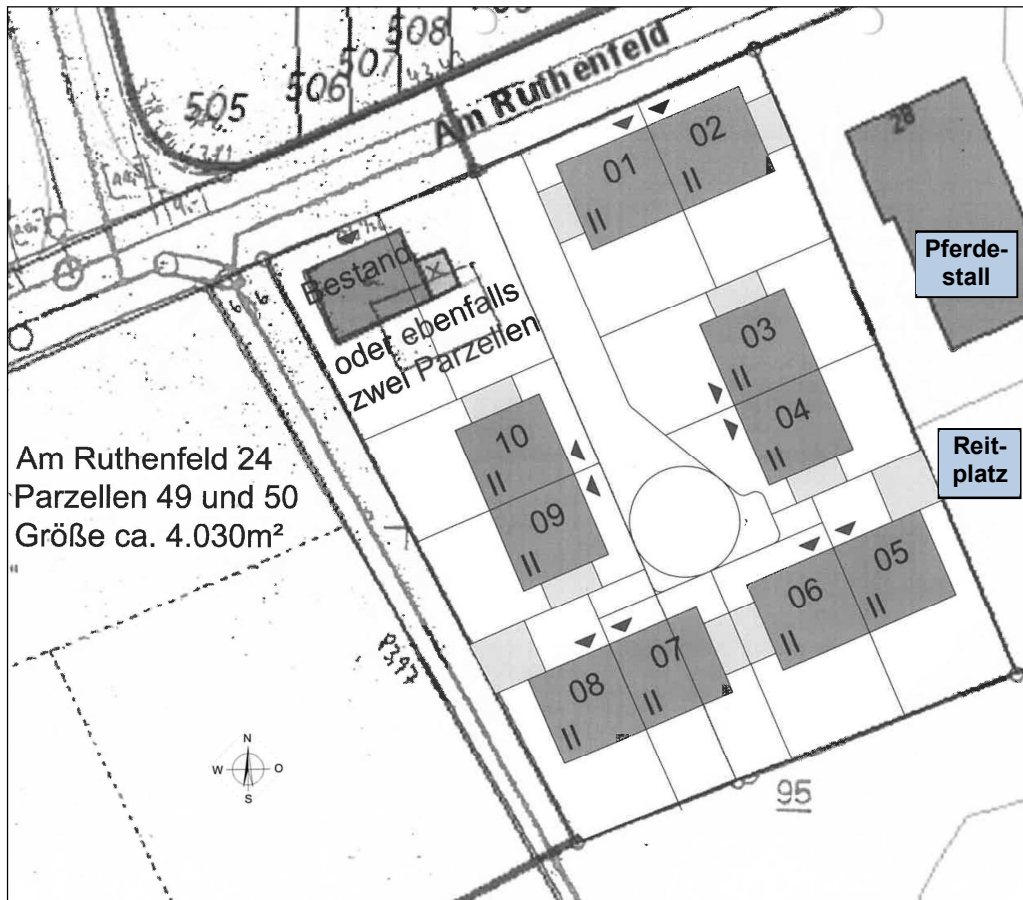 508
507
506
505
Am Ruthenfeld
02
01
II
II
28
Pferde-
stall
Bestand
oder ebenfalls
zwei Parzellen
03
II
04
II
10
II
09
II
Reit-
platz
Am Ruthenfeld 24
Parzellen 49 und 50
Größe ca. 4.030m²
05
II
06
II
07
II
08
II
N
W O
S
95